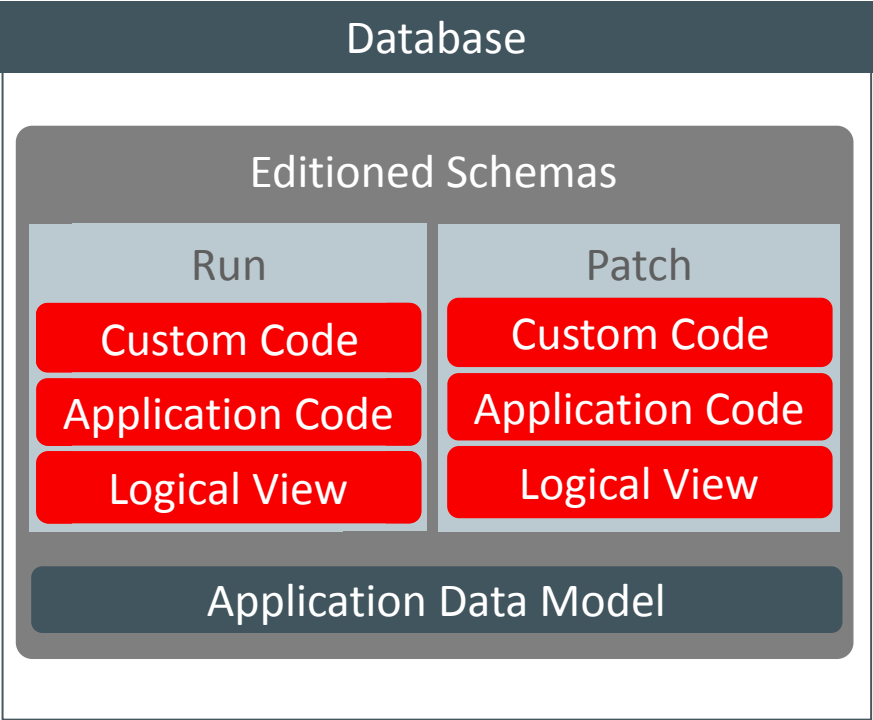 Database
Editioned Schemas
Run
Custom Code
Application Code
Logical View
Patch
Custom Code
Application Code
Logical View
Application Data Model